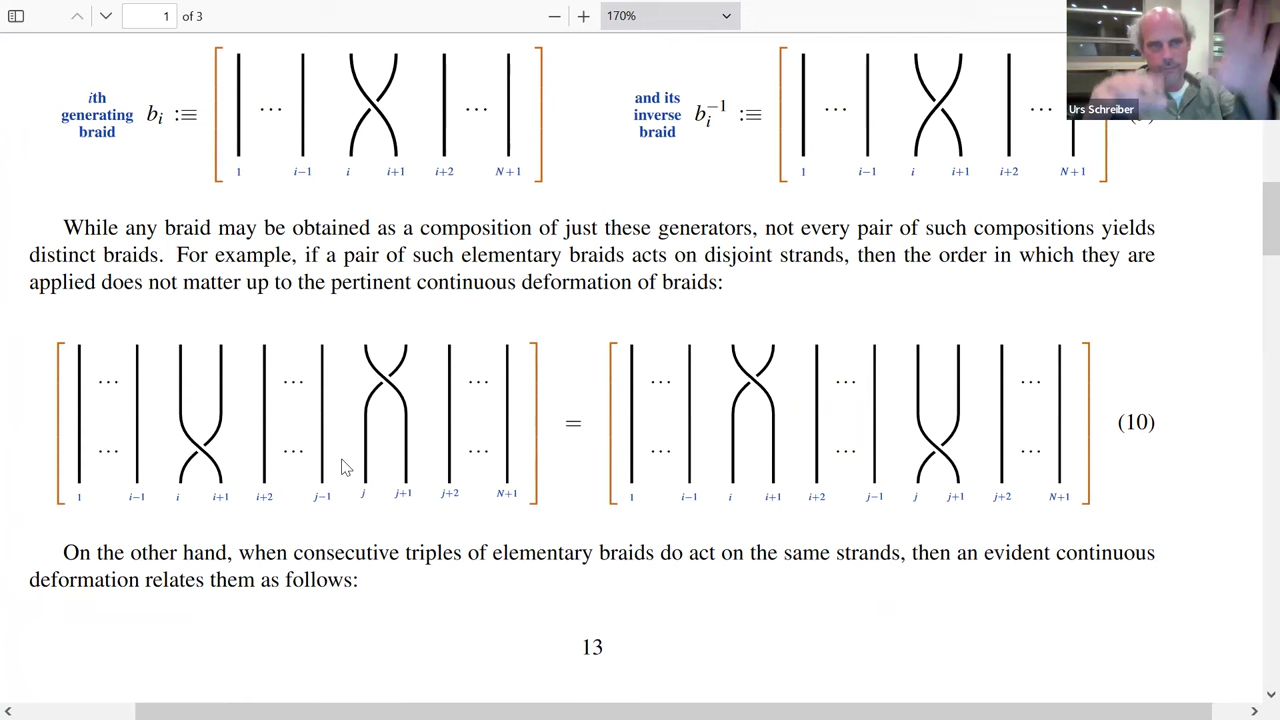 1 of 3 170%
Urs Schreiber
ith generating braid b_i :≡ ⋯ ⋯
1 i−1 i i+1 i+2 N+1
and its inverse braid b_i^{-1} :≡ ⋯ ⋯
1 i−1 i i+1 i+2 N+1
While any braid may be obtained as a composition of just these generators, not every pair of such compositions yields
distinct braids. For example, if a pair of such elementary braids acts on disjoint strands, then the order in which they are
applied does not matter up to the pertinent continuous deformation of braids:
⋯ ⋯ ⋯ ⋯ ⋯ ⋯
= (10)
⋯ ⋯ ⋯ ⋯ ⋯ ⋯
1 i−1 i i+1 i+2 j−1 j j+1 j+2 N+1 1 i−1 i i+1 i+2 j−1 j j+1 j+2 N+1
On the other hand, when consecutive triples of elementary braids do act on the same strands, then an evident continuous
deformation relates them as follows:
13